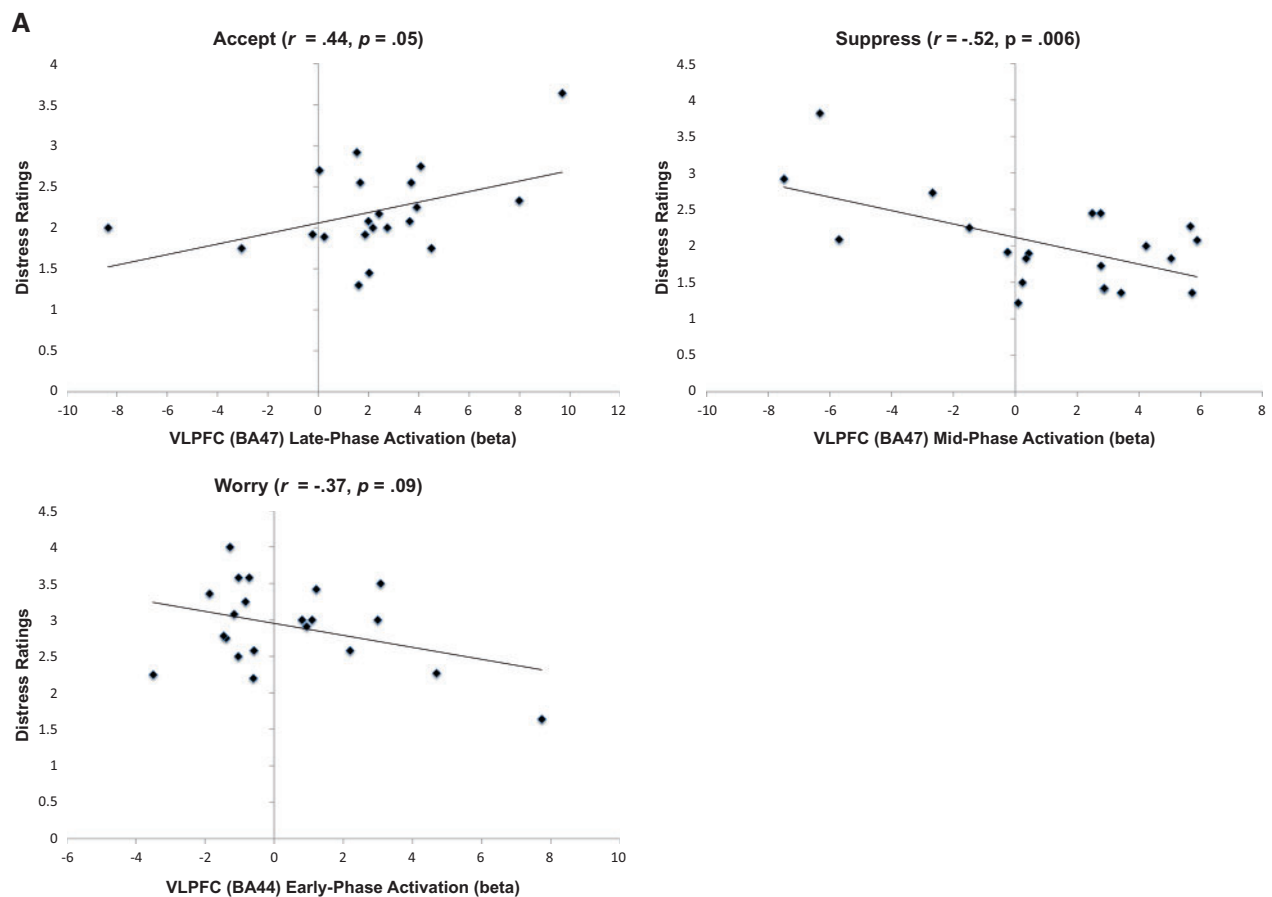 A
Accept (r = .44, p = .05)
4
3.5
3
2.5
2
1.5
1
0.5
0
Distress Ratings
-10 -8 -6 -4 -2 0 2 4 6 8 10 12
VLPFC (BA47) Late-Phase Activation (beta)
Suppress (r = -.52, p = .006)
4.5
4
3.5
3
2.5
2
1.5
1
0.5
0
Distress Ratings
-10 -8 -6 -4 -2 0 2 4 6 8
VLPFC (BA47) Mid-Phase Activation (beta)
Worry (r = -.37, p = .09)
4.5
4
3.5
3
2.5
2
1.5
1
0.5
0
Distress Ratings
-6 -4 -2 0 2 4 6 8 10
VLPFC (BA44) Early-Phase Activation (beta)